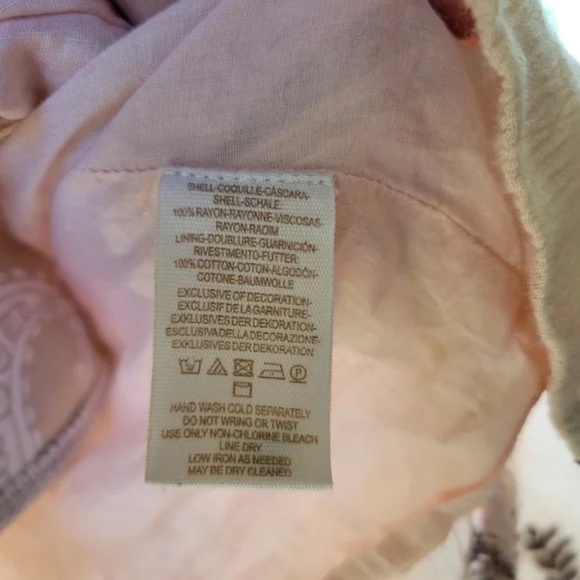 SHELL-COQUILLE-CÁSCARA-
SHELL-SCHALE:
100% RAYON-RAYONNE-VISCOSAS-
RAYON-RAOIM
LINING-DOUBLURE-GUARNICIÓN-
RIVESTIMENTO-FUTTER:
100% COTTON-COTON-ALGODÓN-
COTONE-BAUMWOLLE
EXCLUSIVE OF DECORATION-
EXCLUSIF DE LA GARNITURE-
EXKLUSIVES DER DEKORATION-
ESCLUSIVA DELLA DECORAZIONE-
EXKLUSIVES DER DEKORATION
P
HAND WASH COLD SEPARATELY
DO NOT WRING OR TWIST
USE ONLY NON-CHLORINE BLEACH
LINE DRY
LOW IRON AS NEEDED
MAY BE DRY CLEANED